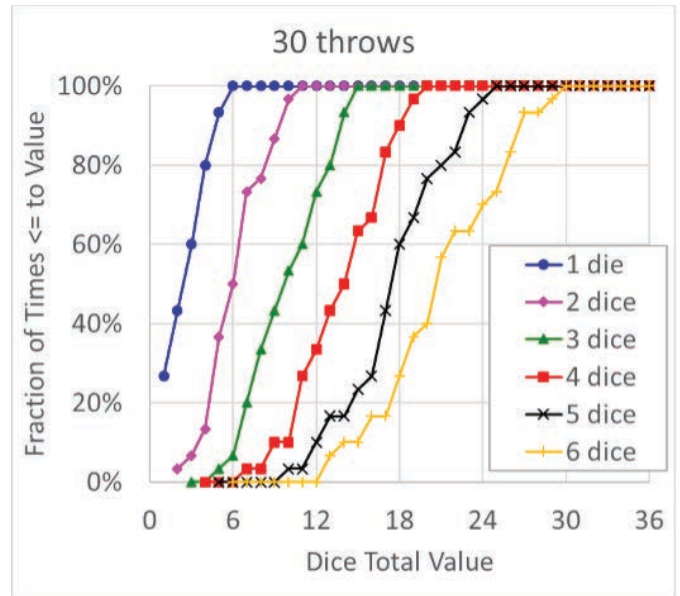 30 throws
100%
80%
60%
40%
20%
0%
Fraction of Times <= to Value
0 6 12 18 24 30 36
Dice Total Value
1 die
2 dice
3 dice
4 dice
5 dice
6 dice